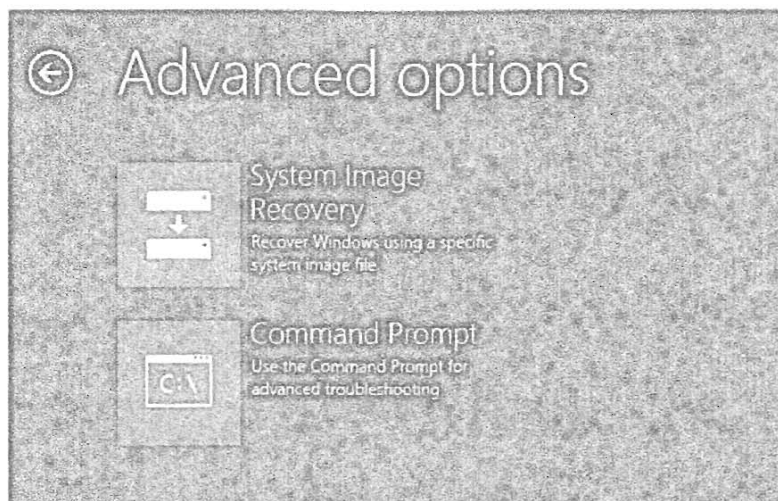 Advanced options
System Image
Recovery
Recover Windows using a specific
system image file
Command Prompt
C:\
Use the Command Prompt for
advanced troubleshooting